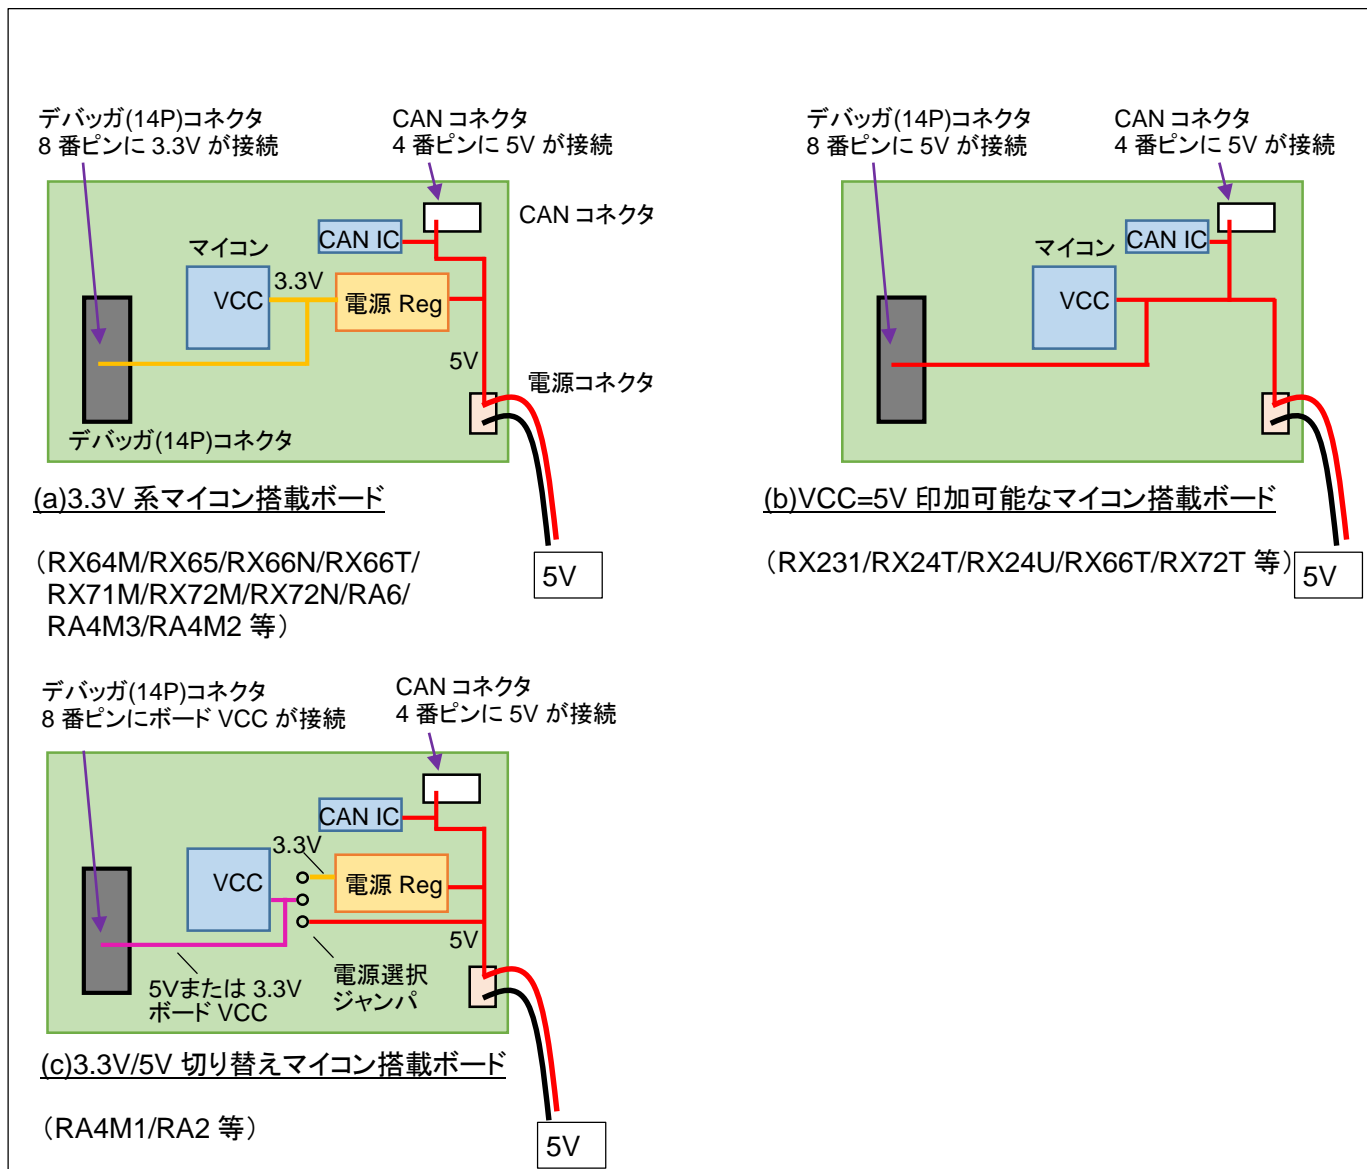 デバッガ(14P)コネクタ
8 番ピンに 3.3V が接続
CAN コネクタ
4 番ピンに 5V が接続
CAN コネクタ
CAN IC
マイコン
3.3V
VCC
電源 Reg
5V
電源コネクタ
デバッガ(14P)コネクタ
(a)3.3V 系マイコン搭載ボード
（RX64M/RX65/RX66N/RX66T/
RX71M/RX72M/RX72N/RA6/
RA4M3/RA4M2 等）
5V
デバッガ(14P)コネクタ
8 番ピンに 5V が接続
CAN コネクタ
4 番ピンに 5V が接続
CAN IC
マイコン
VCC
(b)VCC=5V 印加可能なマイコン搭載ボード
（RX231/RX24T/RX24U/RX66T/RX72T 等）
5V
デバッガ(14P)コネクタ
8 番ピンにボード VCC が接続
CAN コネクタ
4 番ピンに 5V が接続
CAN IC
3.3V
VCC
電源 Reg
5V
電源選択
ジャンパ
5Vまたは 3.3V
ボード VCC
(c)3.3V/5V 切り替えマイコン搭載ボード
（RA4M1/RA2 等）
5V